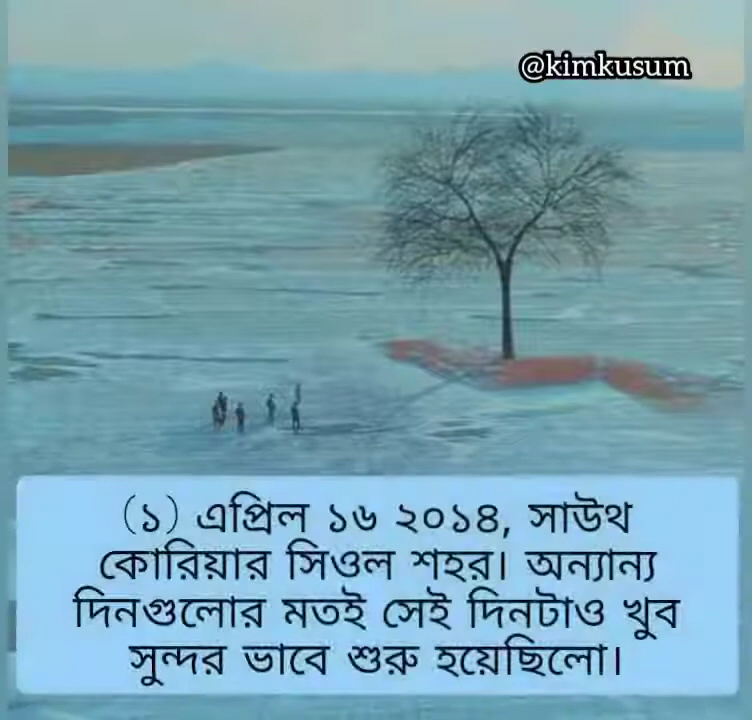 @kimkusum
(১) এপ্রিল ১৬ ২০১৪, সাউথ
কোরিয়ার সিওল শহর। অন্যান্য
দিনগুলোর মতই সেই দিনটাও খুব
সুন্দর ভাবে শুরু হয়েছিলো।